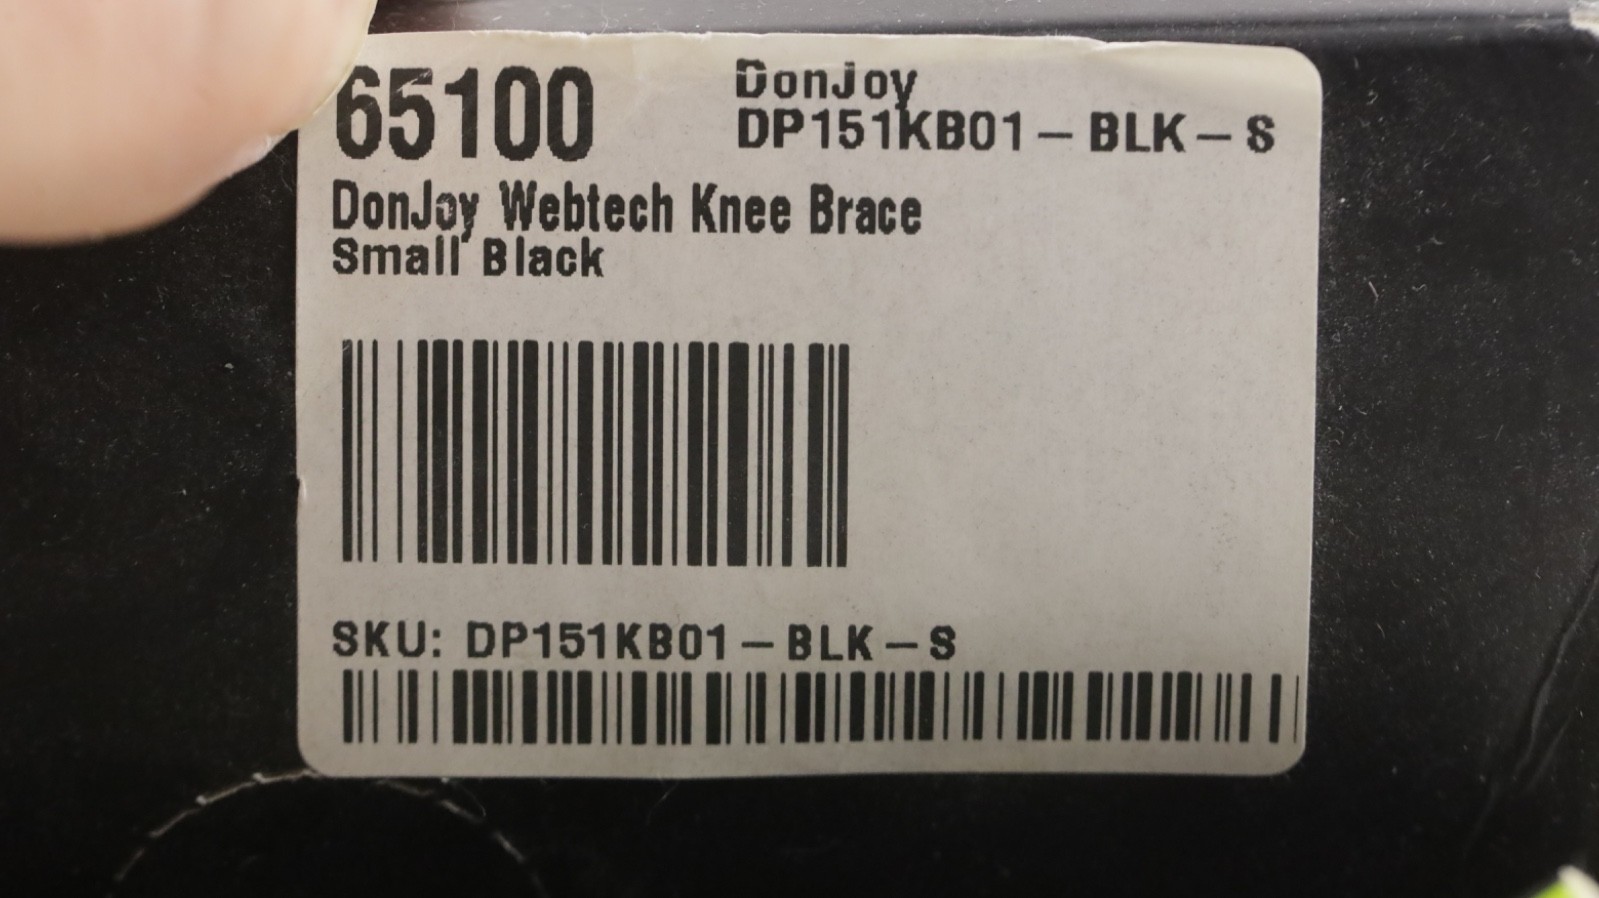 65100
DonJoy
DP151KB01-BLK-S
DonJoy Webtech Knee Brace
Small Black
SKU: DP151KB01-BLK-S